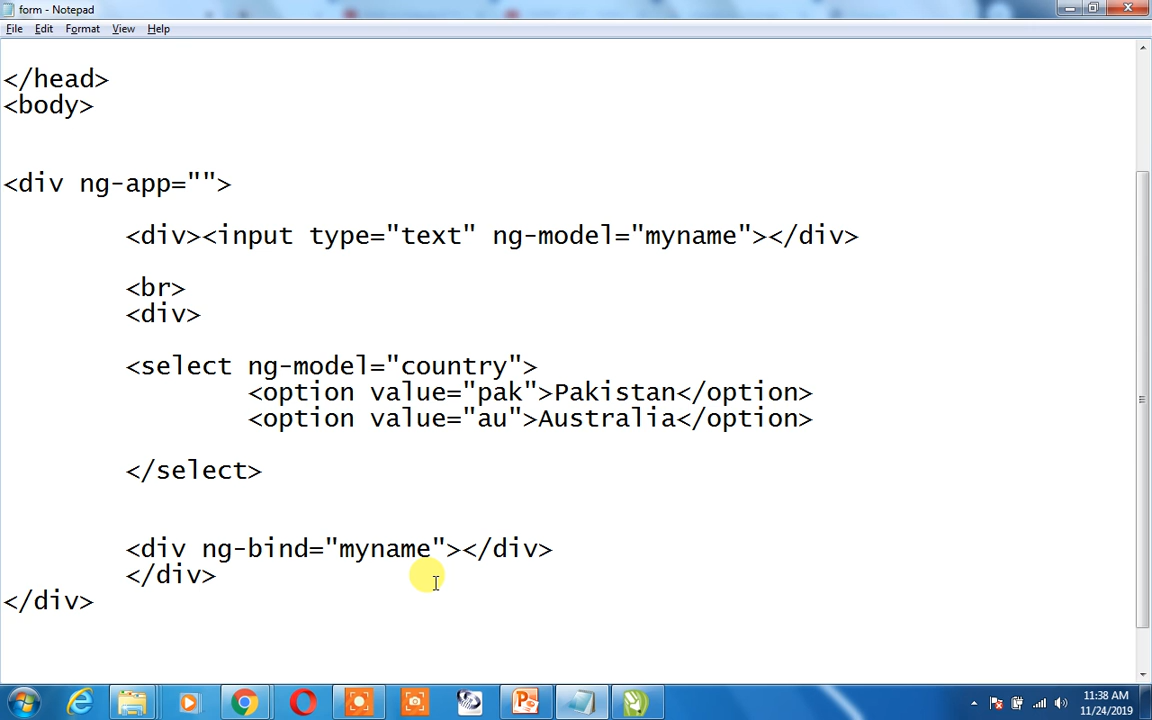 form - Notepad
File Edit Format View Help
</head>
<body>
<div ng-app="">
<div><input type="text" ng-model="myname"></div>
<br>
<div>
<select ng-model="country">
<option value="pak">Pakistan</option>
<option value="au">Australia</option>
</select>
<div ng-bind="myname"></div>
</div>
</div>
11:38 AM
11/24/2019